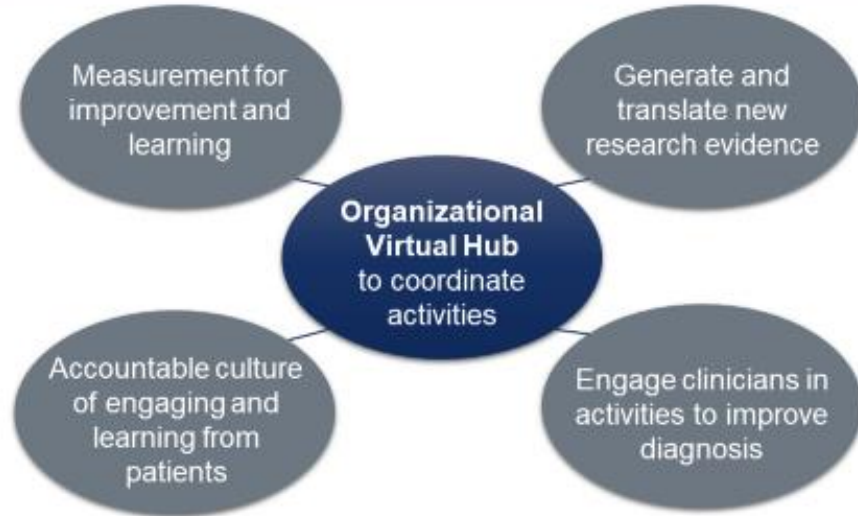 Measurement for
improvement and
learning
Generate and
translate new
research evidence
Organizational
Virtual Hub
to coordinate
activities
Accountable culture
of engaging and
learning from
patients
Engage clinicians in
activities to improve
diagnosis